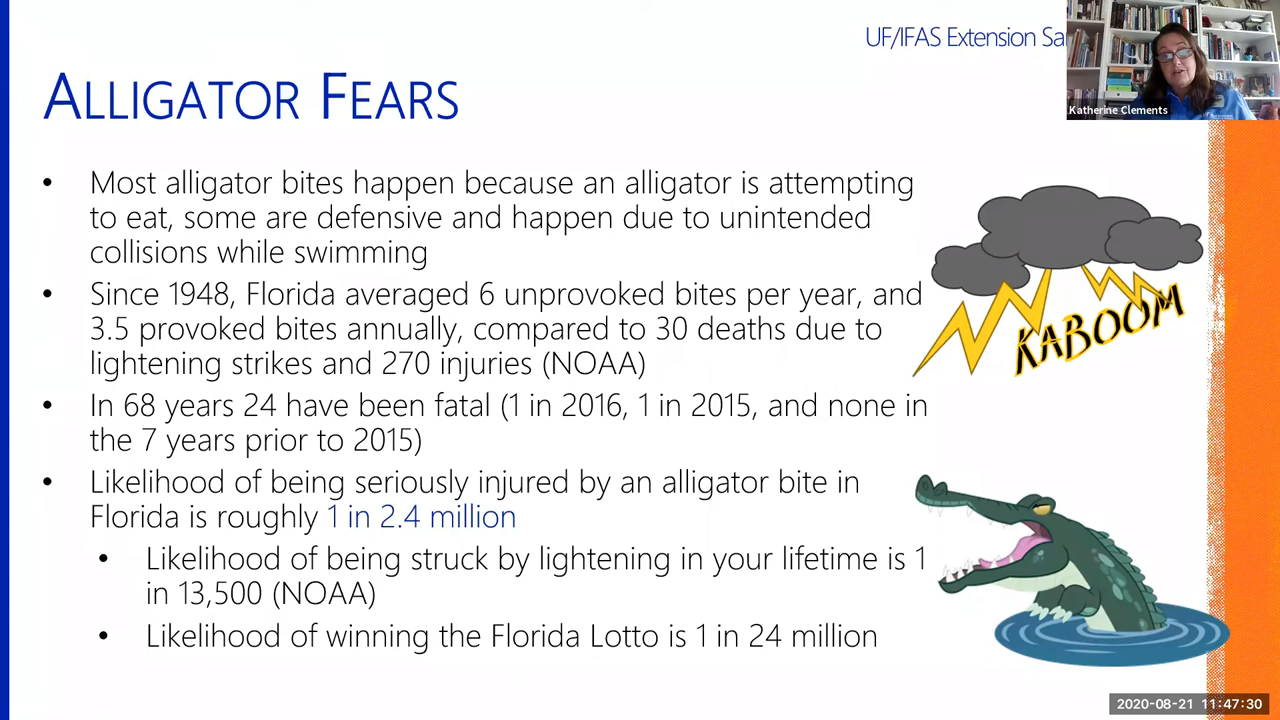 UF/IFAS Extension Sa
Katherine Clements
ALLIGATOR FEARS
• Most alligator bites happen because an alligator is attempting
to eat, some are defensive and happen due to unintended
collisions while swimming
• Since 1948, Florida averaged 6 unprovoked bites per year, and
3.5 provoked bites annually, compared to 30 deaths due to
lightening strikes and 270 injuries (NOAA)
KABOOM
• In 68 years 24 have been fatal (1 in 2016, 1 in 2015, and none in
the 7 years prior to 2015)
• Likelihood of being seriously injured by an alligator bite in
Florida is roughly 1 in 2.4 million
• Likelihood of being struck by lightening in your lifetime is 1
in 13,500 (NOAA)
• Likelihood of winning the Florida Lotto is 1 in 24 million
2020-08-21 11:47:30